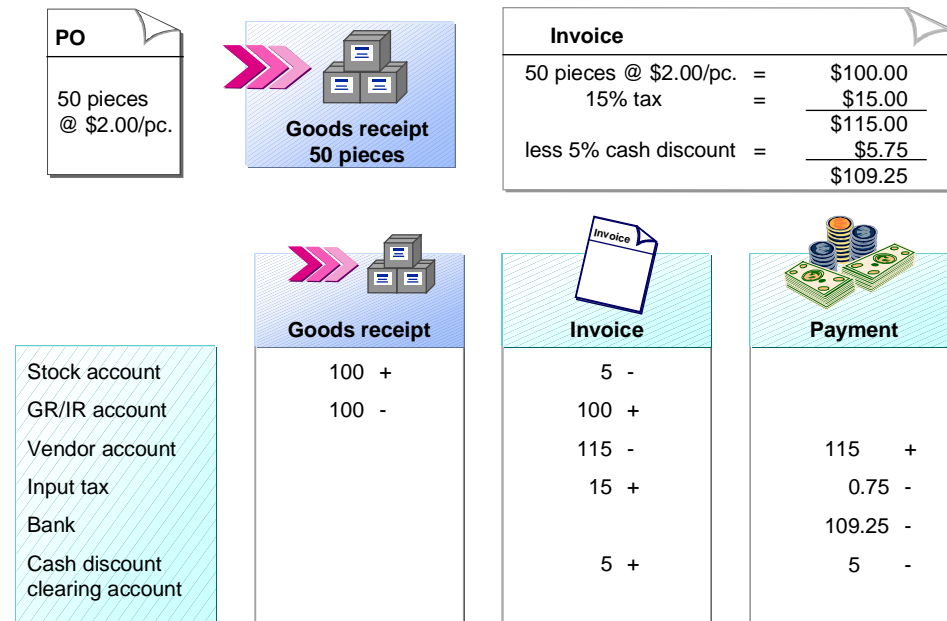 PO
50 pieces
@ $2.00/pc.
Goods receipt
50 pieces
Invoice
50 pieces @ $2.00/pc. = $100.00
15% tax = $15.00
$115.00
less 5% cash discount = $5.75
$109.25
Goods receipt
Invoice
Invoice
Payment
Stock account 100 + 5 -
GR/IR account 100 - 100 +
Vendor account 115 - 115 +
Input tax 15 + 0.75 -
Bank 109.25 -
Cash discount 5 + 5 -
clearing account